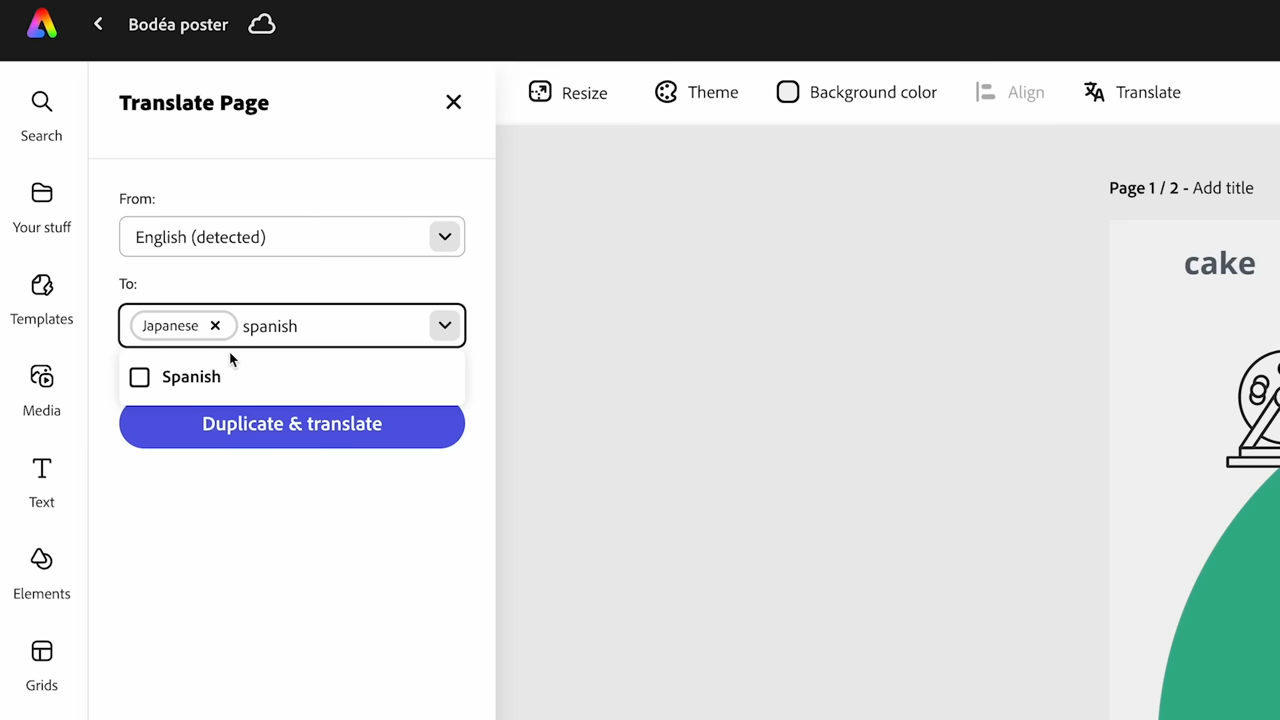 Bodéa poster
Search
Your stuff
Templates
Media
Text
Elements
Grids
Translate Page
From:
English (detected)
To:
Japanese
spanish
Spanish
Duplicate & translate
Resize
Theme
Background color
Align
Translate
Page 1 / 2 - Add title
cake